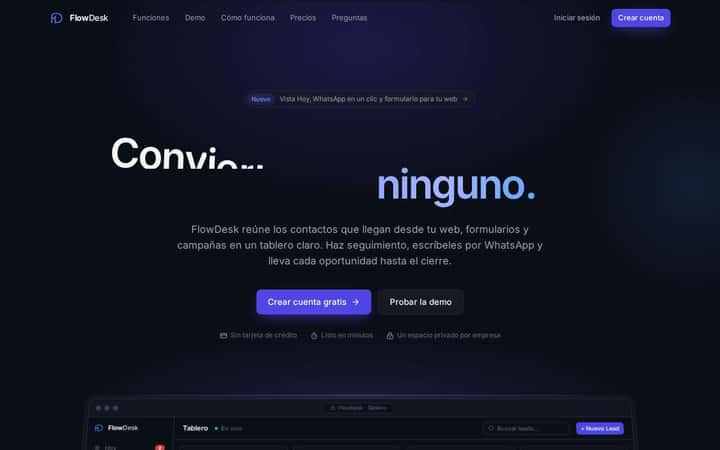 FlowDesk
Funciones
Demo
Cómo funciona
Precios
Preguntas
Iniciar sesión
Crear cuenta
Nuevo
Vista Hoy, WhatsApp en un clic y formulario para tu web →
ninguno.
FlowDesk reúne los contactos que llegan desde tu web, formularios y
campañas en un tablero claro. Haz seguimiento, escríbeles por WhatsApp y
lleva cada oportunidad hasta el cierre.
Crear cuenta gratis →
Probar la demo
Sin tarjeta de crédito
Listo en minutos
Un espacio privado por empresa
FlowDesk · Tablero
FlowDesk
Tablero
En vivo
Buscar leads...
+ Nuevo Lead
Hoy
7